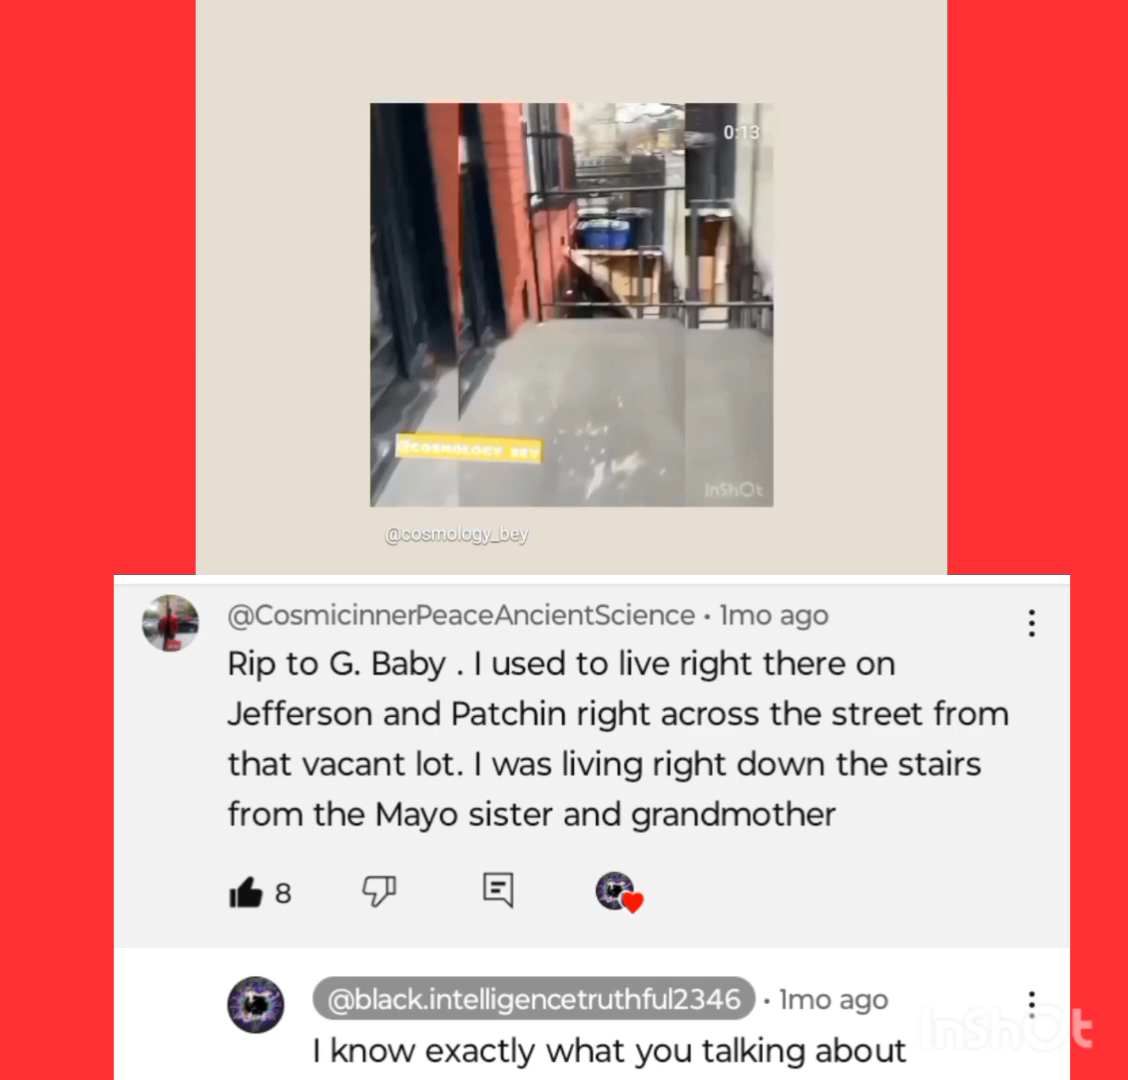 0:13
@COSMOLOGY_BEY
InShOt
@cosmology_bey
@CosmicinnerPeaceAncientScience • 1mo ago
Rip to G. Baby . I used to live right there on
Jefferson and Patchin right across the street from
that vacant lot. I was living right down the stairs
from the Mayo sister and grandmother
8
@black.intelligencetruthful2346 • 1mo ago
I know exactly what you talking about
InShOt